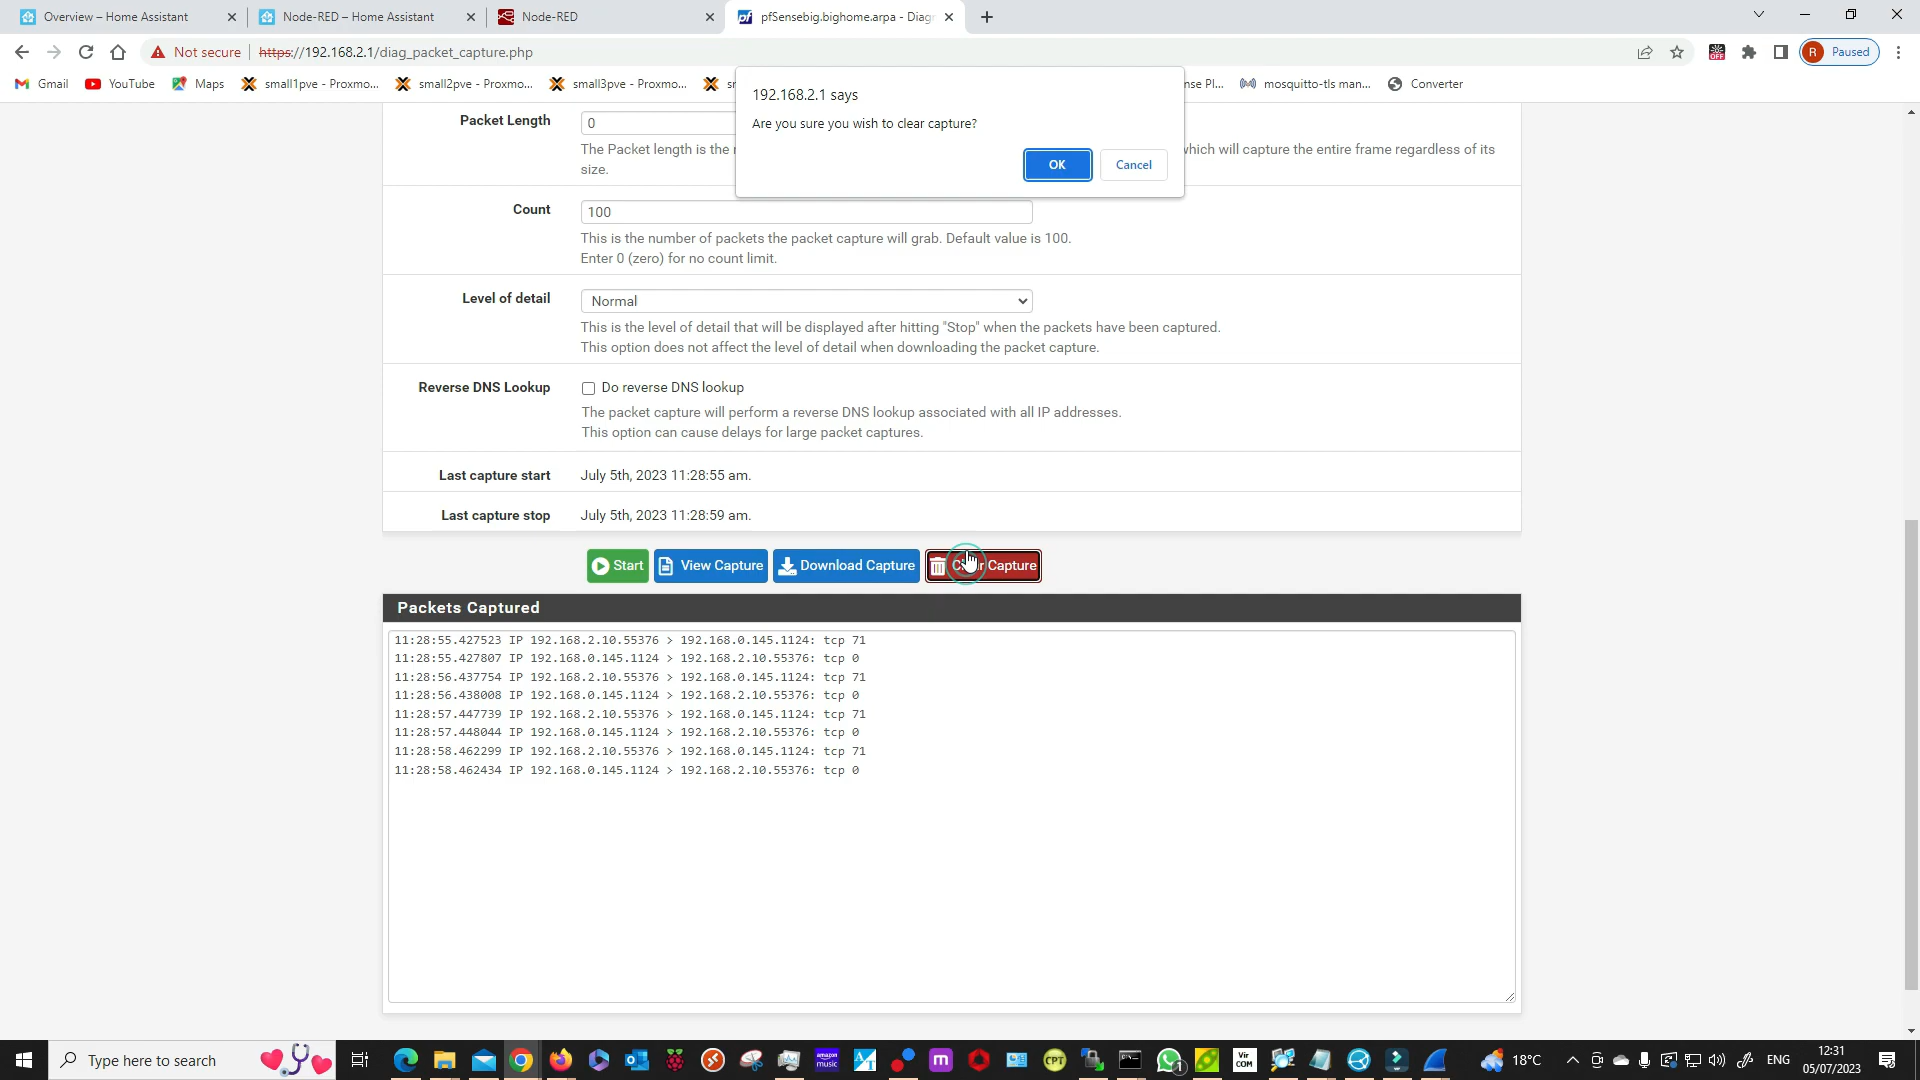 Overview – Home Assistant
Node-RED – Home Assistant
Node-RED
pfSensebig.bighome.arpa - Diag
Not secure
https://192.168.2.1/diag_packet_capture.php
R Paused
Gmail
YouTube
Maps
small1pve - Proxmo...
small2pve - Proxmo...
small3pve - Proxmo...
nse Pl...
mosquitto-tls man...
Converter
192.168.2.1 says
Are you sure you wish to clear capture?
OK
Cancel
Packet Length
0
The Packet length is the
which will capture the entire frame regardless of its
size.
Count
100
This is the number of packets the packet capture will grab. Default value is 100.
Enter 0 (zero) for no count limit.
Level of detail
Normal
This is the level of detail that will be displayed after hitting "Stop" when the packets have been captured.
This option does not affect the level of detail when downloading the packet capture.
Reverse DNS Lookup
Do reverse DNS lookup
The packet capture will perform a reverse DNS lookup associated with all IP addresses.
This option can cause delays for large packet captures.
Last capture start
July 5th, 2023 11:28:55 am.
Last capture stop
July 5th, 2023 11:28:59 am.
Start
View Capture
Download Capture
Capture
Packets Captured
11:28:55.427523 IP 192.168.2.10.55376 > 192.168.0.145.1124: tcp 71
11:28:55.427807 IP 192.168.0.145.1124 > 192.168.2.10.55376: tcp 0
11:28:56.437754 IP 192.168.2.10.55376 > 192.168.0.145.1124: tcp 71
11:28:56.438008 IP 192.168.0.145.1124 > 192.168.2.10.55376: tcp 0
11:28:57.447739 IP 192.168.2.10.55376 > 192.168.0.145.1124: tcp 71
11:28:57.448044 IP 192.168.0.145.1124 > 192.168.2.10.55376: tcp 0
11:28:58.462299 IP 192.168.2.10.55376 > 192.168.0.145.1124: tcp 71
11:28:58.462434 IP 192.168.0.145.1124 > 192.168.2.10.55376: tcp 0
Type here to search
18°C
ENG
12:31
05/07/2023